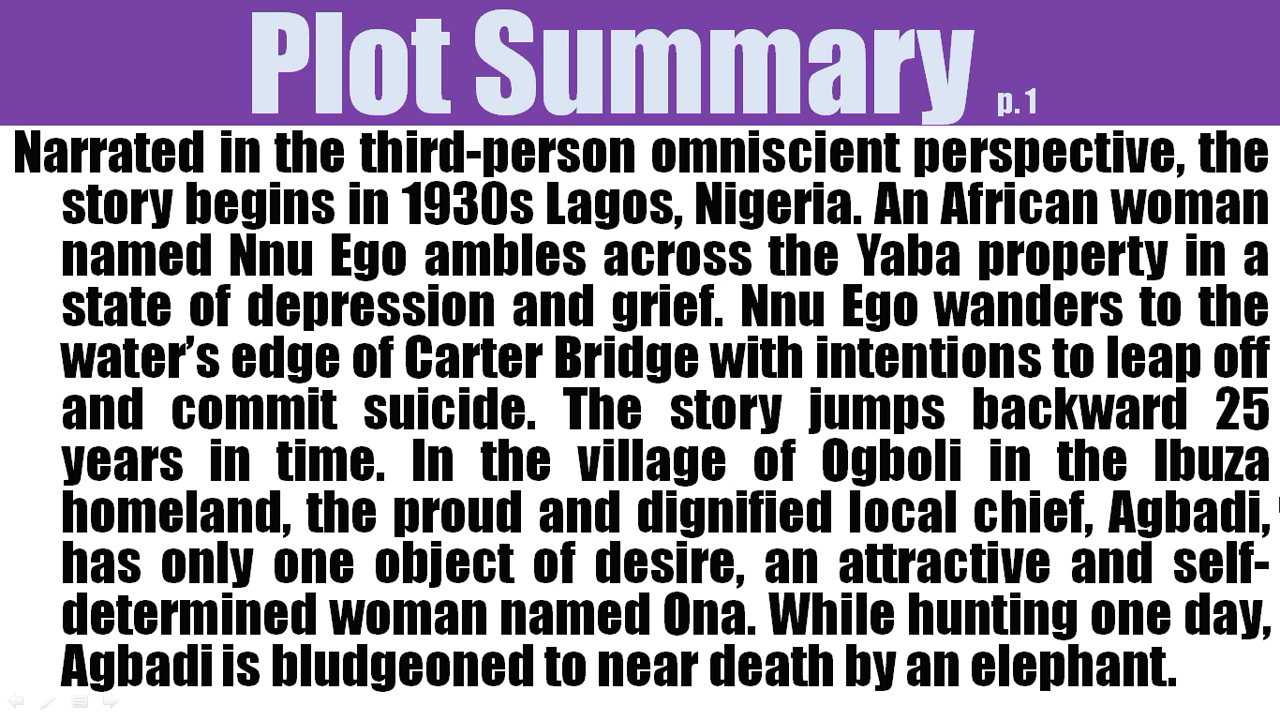 Plot Summary p.1
Narrated in the third-person omniscient perspective, the
story begins in 1930s Lagos, Nigeria. An African woman
named Nnu Ego ambles across the Yaba property in a
state of depression and grief. Nnu Ego wanders to the
water’s edge of Carter Bridge with intentions to leap off
and commit suicide. The story jumps backward 25
years in time. In the village of Ogboli in the Ibuza
homeland, the proud and dignified local chief, Agbadi,
has only one object of desire, an attractive and self-
determined woman named Ona. While hunting one day,
Agbadi is bludgeoned to near death by an elephant.